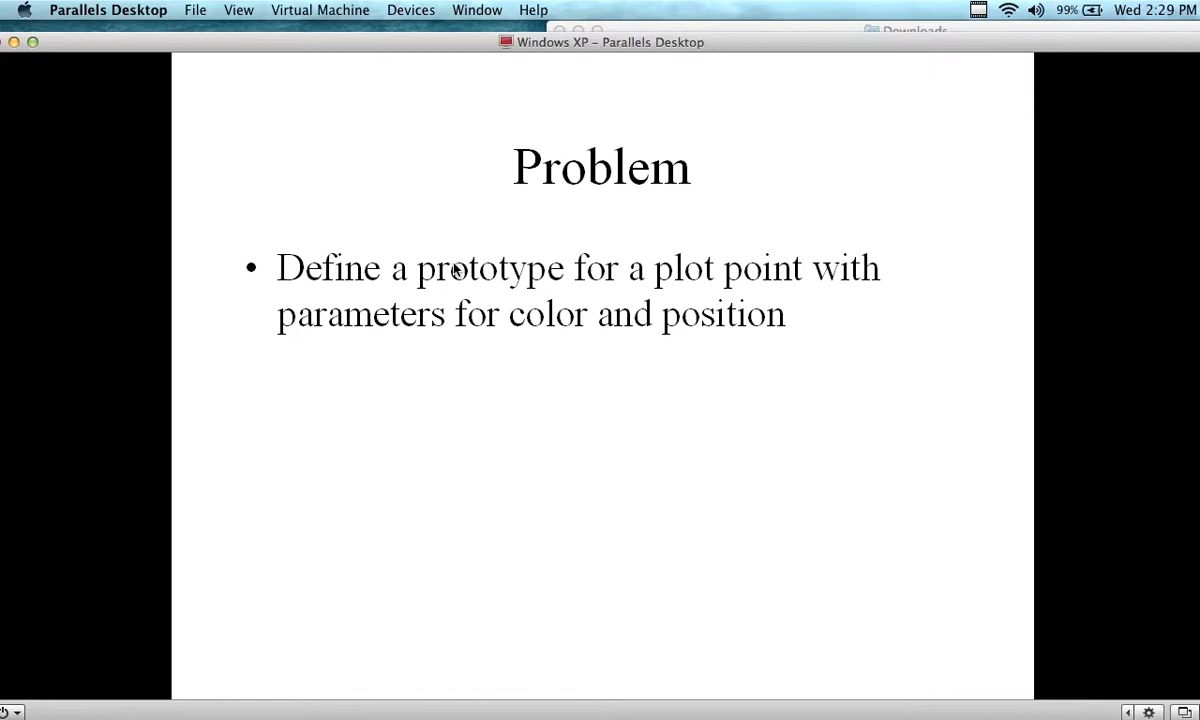 Parallels Desktop File View Virtual Machine Devices Window Help 99% Wed 2:29 PM
Downloads
Windows XP – Parallels Desktop
Problem
• Define a prototype for a plot point with
parameters for color and position